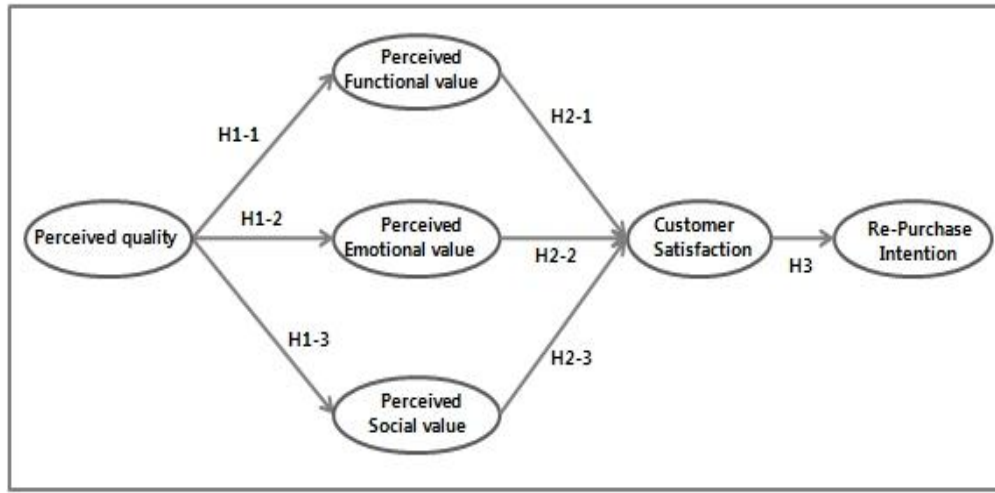 Perceived
Functional value
H1-1
H2-1
Perceived quality
H1-2
Perceived
Emotional value
H2-2
Customer
Satisfaction
H3
Re-Purchase
Intention
H1-3
H2-3
Perceived
Social value